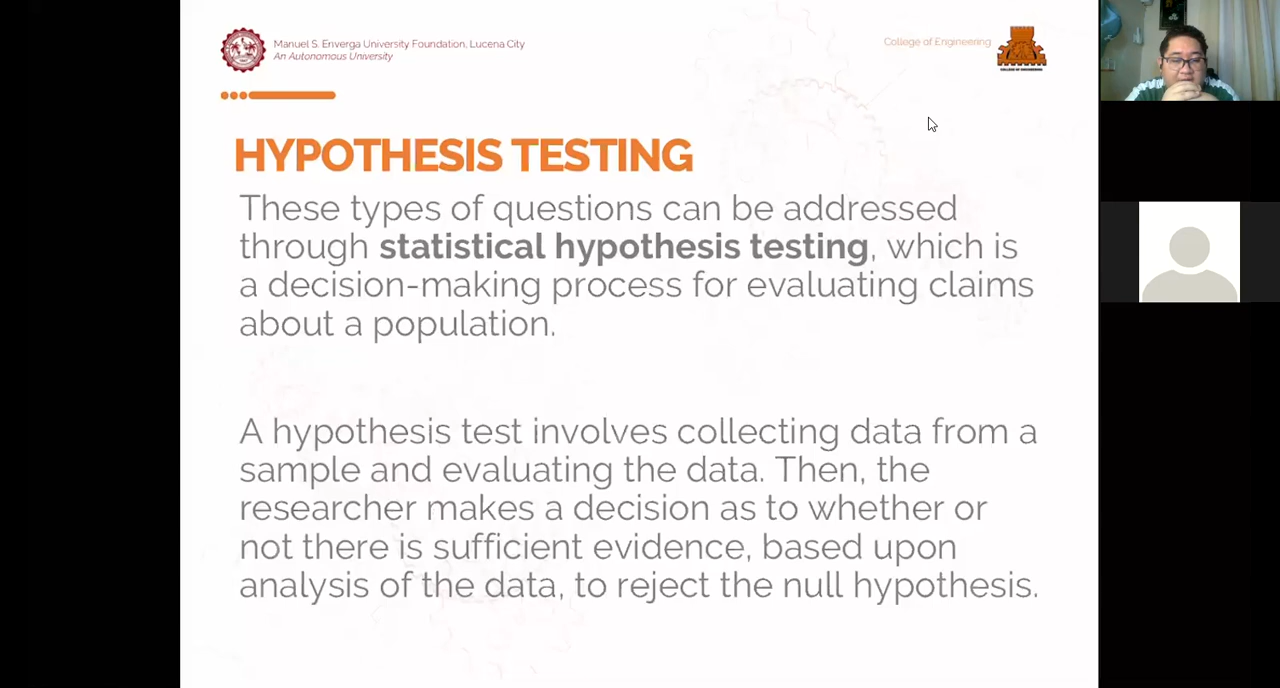 Manuel S. Enverga University Foundation, Lucena City
An Autonomous University
College of Engineering
COLLEGE OF ENGINEERING
HYPOTHESIS TESTING
These types of questions can be addressed
through statistical hypothesis testing, which is
a decision-making process for evaluating claims
about a population.
A hypothesis test involves collecting data from a
sample and evaluating the data. Then, the
researcher makes a decision as to whether or
not there is sufficient evidence, based upon
analysis of the data, to reject the null hypothesis.